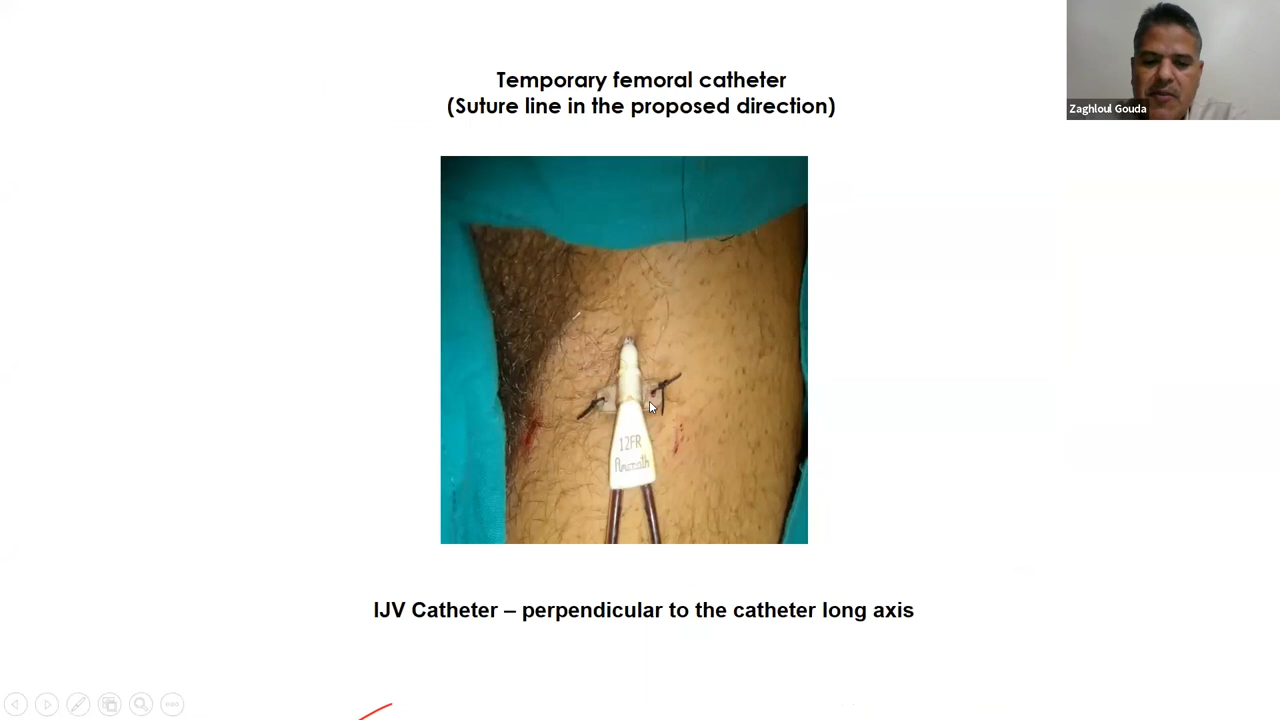 Temporary femoral catheter
(Suture line in the proposed direction)
Zaghloul Gouda
12FR
IJV Catheter – perpendicular to the catheter long axis